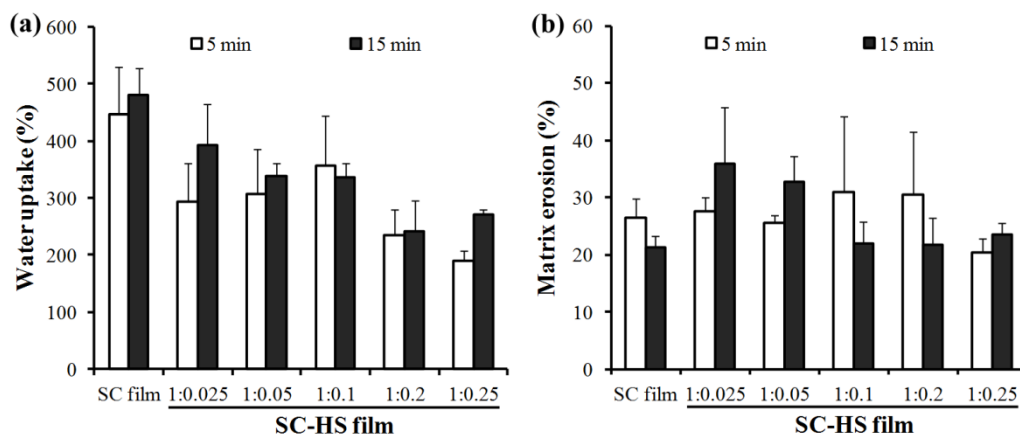 (a)
Water uptake (%)
600
500
400
300
200
100
0
5 min
15 min
SC film
1:0.025
1:0.05
1:0.1
1:0.2
1:0.25
SC-HS film
(b)
Matrix erosion (%)
60
50
40
30
20
10
0
5 min
15 min
SC film
1:0.025
1:0.05
1:0.1
1:0.2
1:0.25
SC-HS film